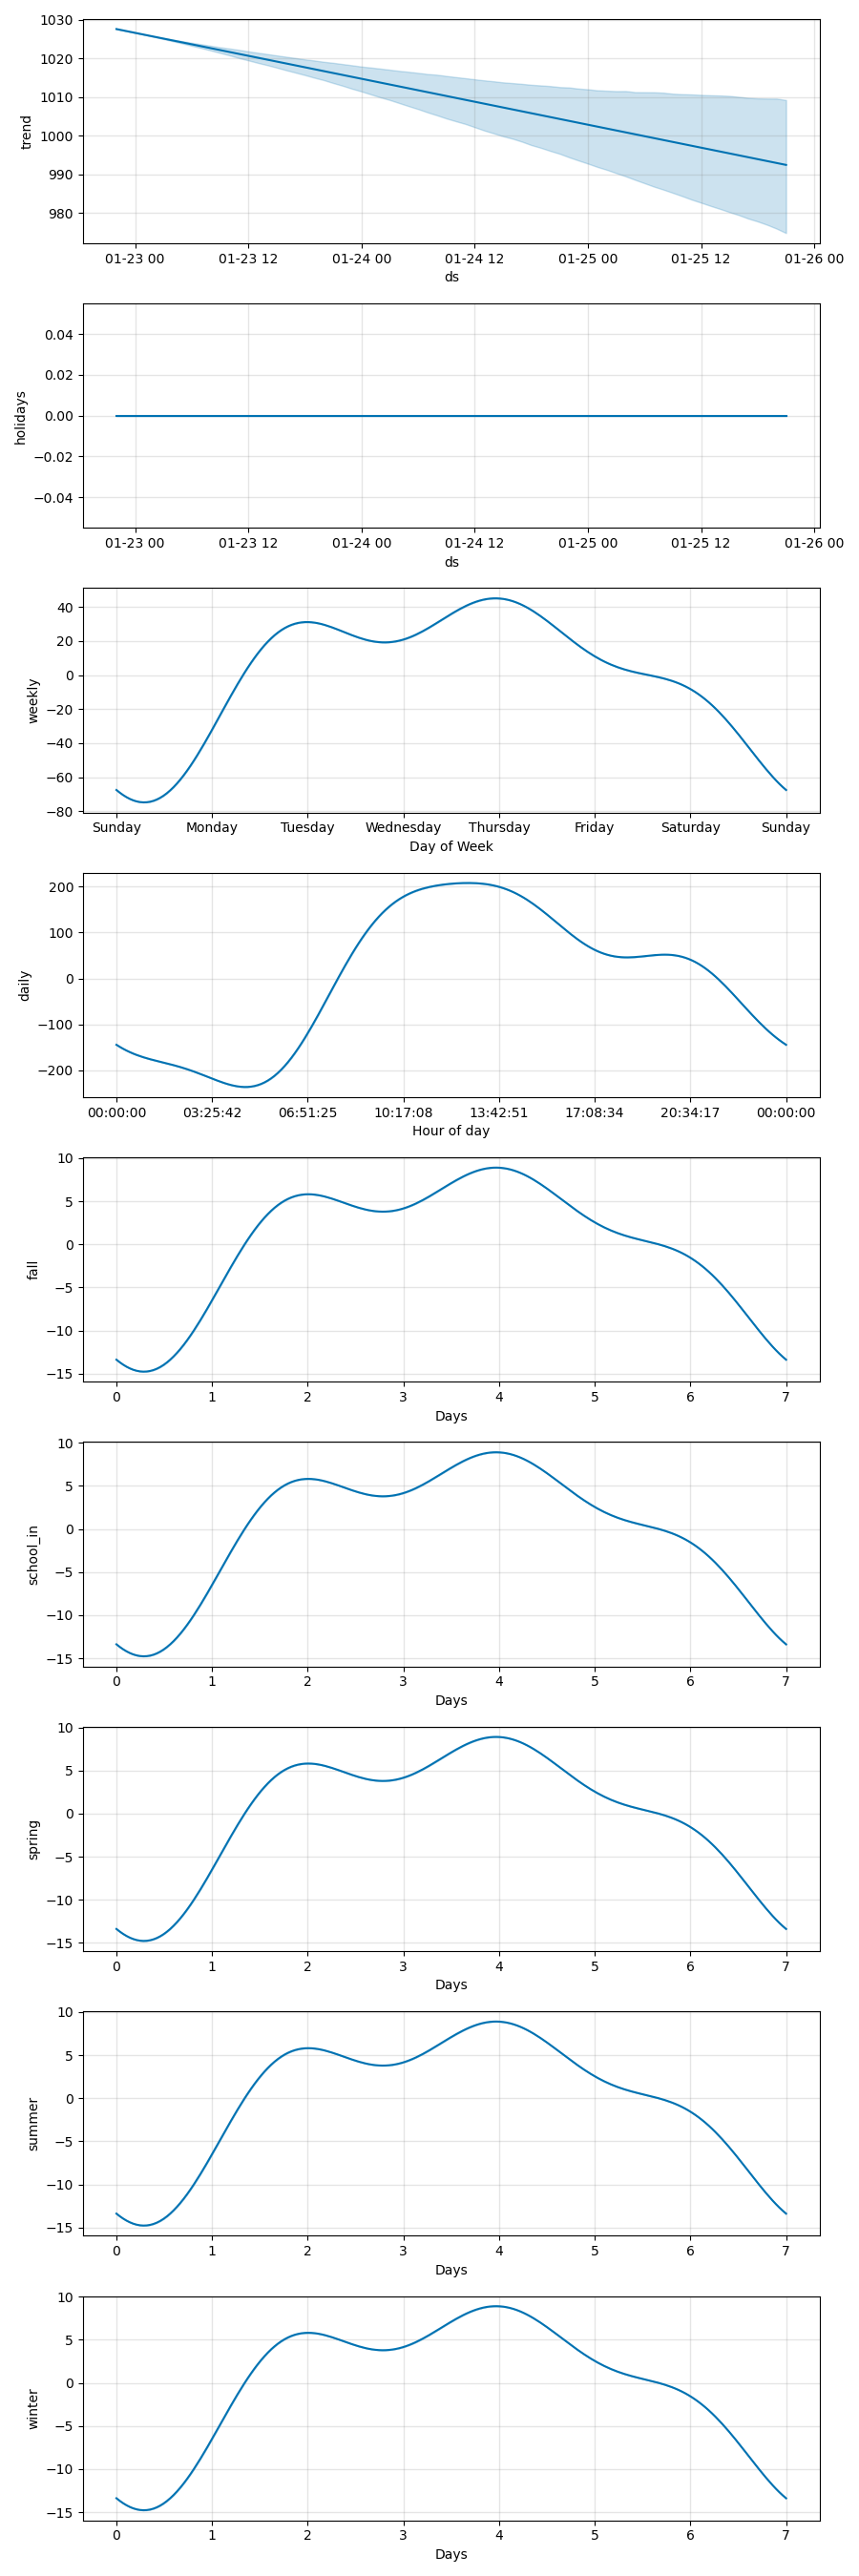 1030
1020
1010
1000
990
980
trend
01-23 00 01-23 12 01-24 00 01-24 12 01-25 00 01-25 12 01-26 00
ds
0.04
0.02
0.00
−0.02
−0.04
holidays
01-23 00 01-23 12 01-24 00 01-24 12 01-25 00 01-25 12 01-26 00
ds
40
20
0
−20
−40
−60
−80
weekly
Sunday Monday Tuesday Wednesday Thursday Friday Saturday Sunday
Day of Week
200
100
0
−100
−200
daily
00:00:00 03:25:42 06:51:25 10:17:08 13:42:51 17:08:34 20:34:17 00:00:00
Hour of day
10
5
0
−5
−10
−15
fall
0 1 2 3 4 5 6 7
Days
10
5
0
−5
−10
−15
school_in
0 1 2 3 4 5 6 7
Days
10
5
0
−5
−10
−15
spring
0 1 2 3 4 5 6 7
Days
10
5
0
−5
−10
−15
summer
0 1 2 3 4 5 6 7
Days
10
5
0
−5
−10
−15
winter
0 1 2 3 4 5 6 7
Days